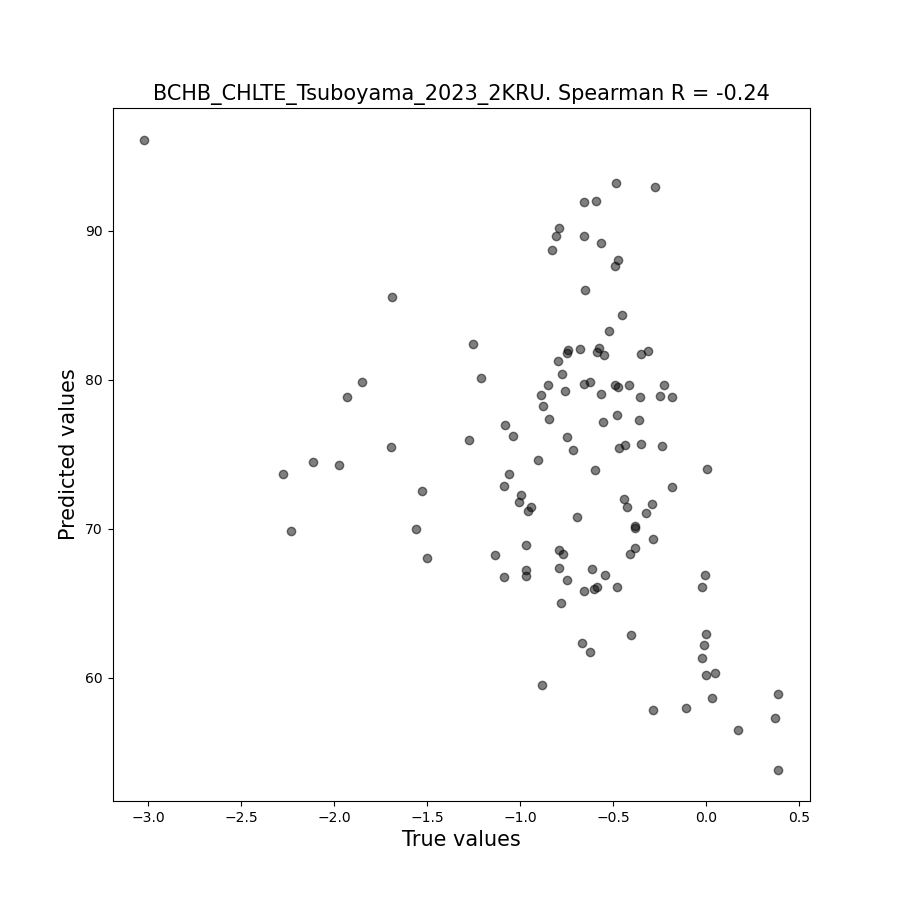 BCHB_CHLTE_Tsuboyama_2023_2KRU. Spearman R = -0.24
90
80
70
60
Predicted values
−3.0 −2.5 −2.0 −1.5 −1.0 −0.5 0.0 0.5
True values